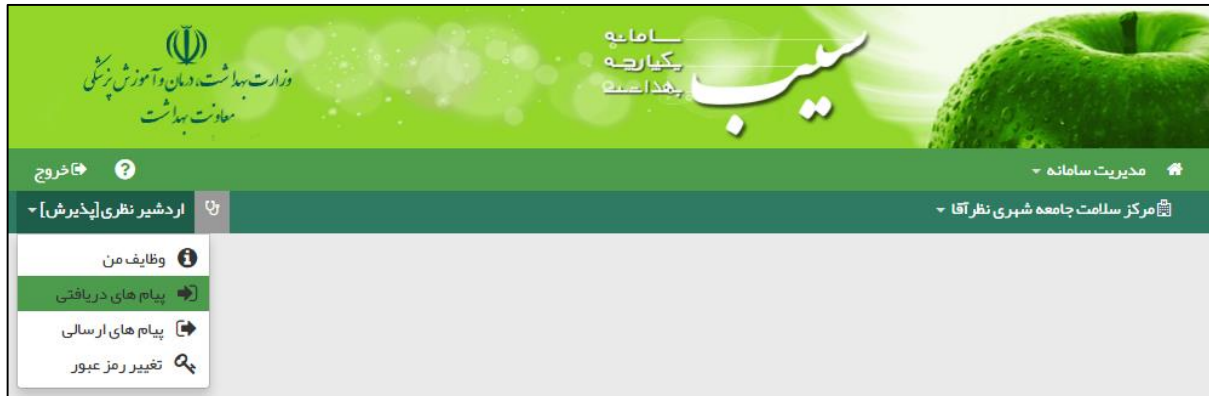 سامانه
یکپارچه
بهداشت
سیب
وزارت بهداشت، درمان و آموزش پزشکی
معاونت بهداشت
مدیریت سامانه
خروج
مرکز سلامت جامعه شهری نظرآقا
اردشیر نظری[پذیرش]
وظایف من
پیام های دریافتی
پیام های ارسالی
تغییر رمز عبور